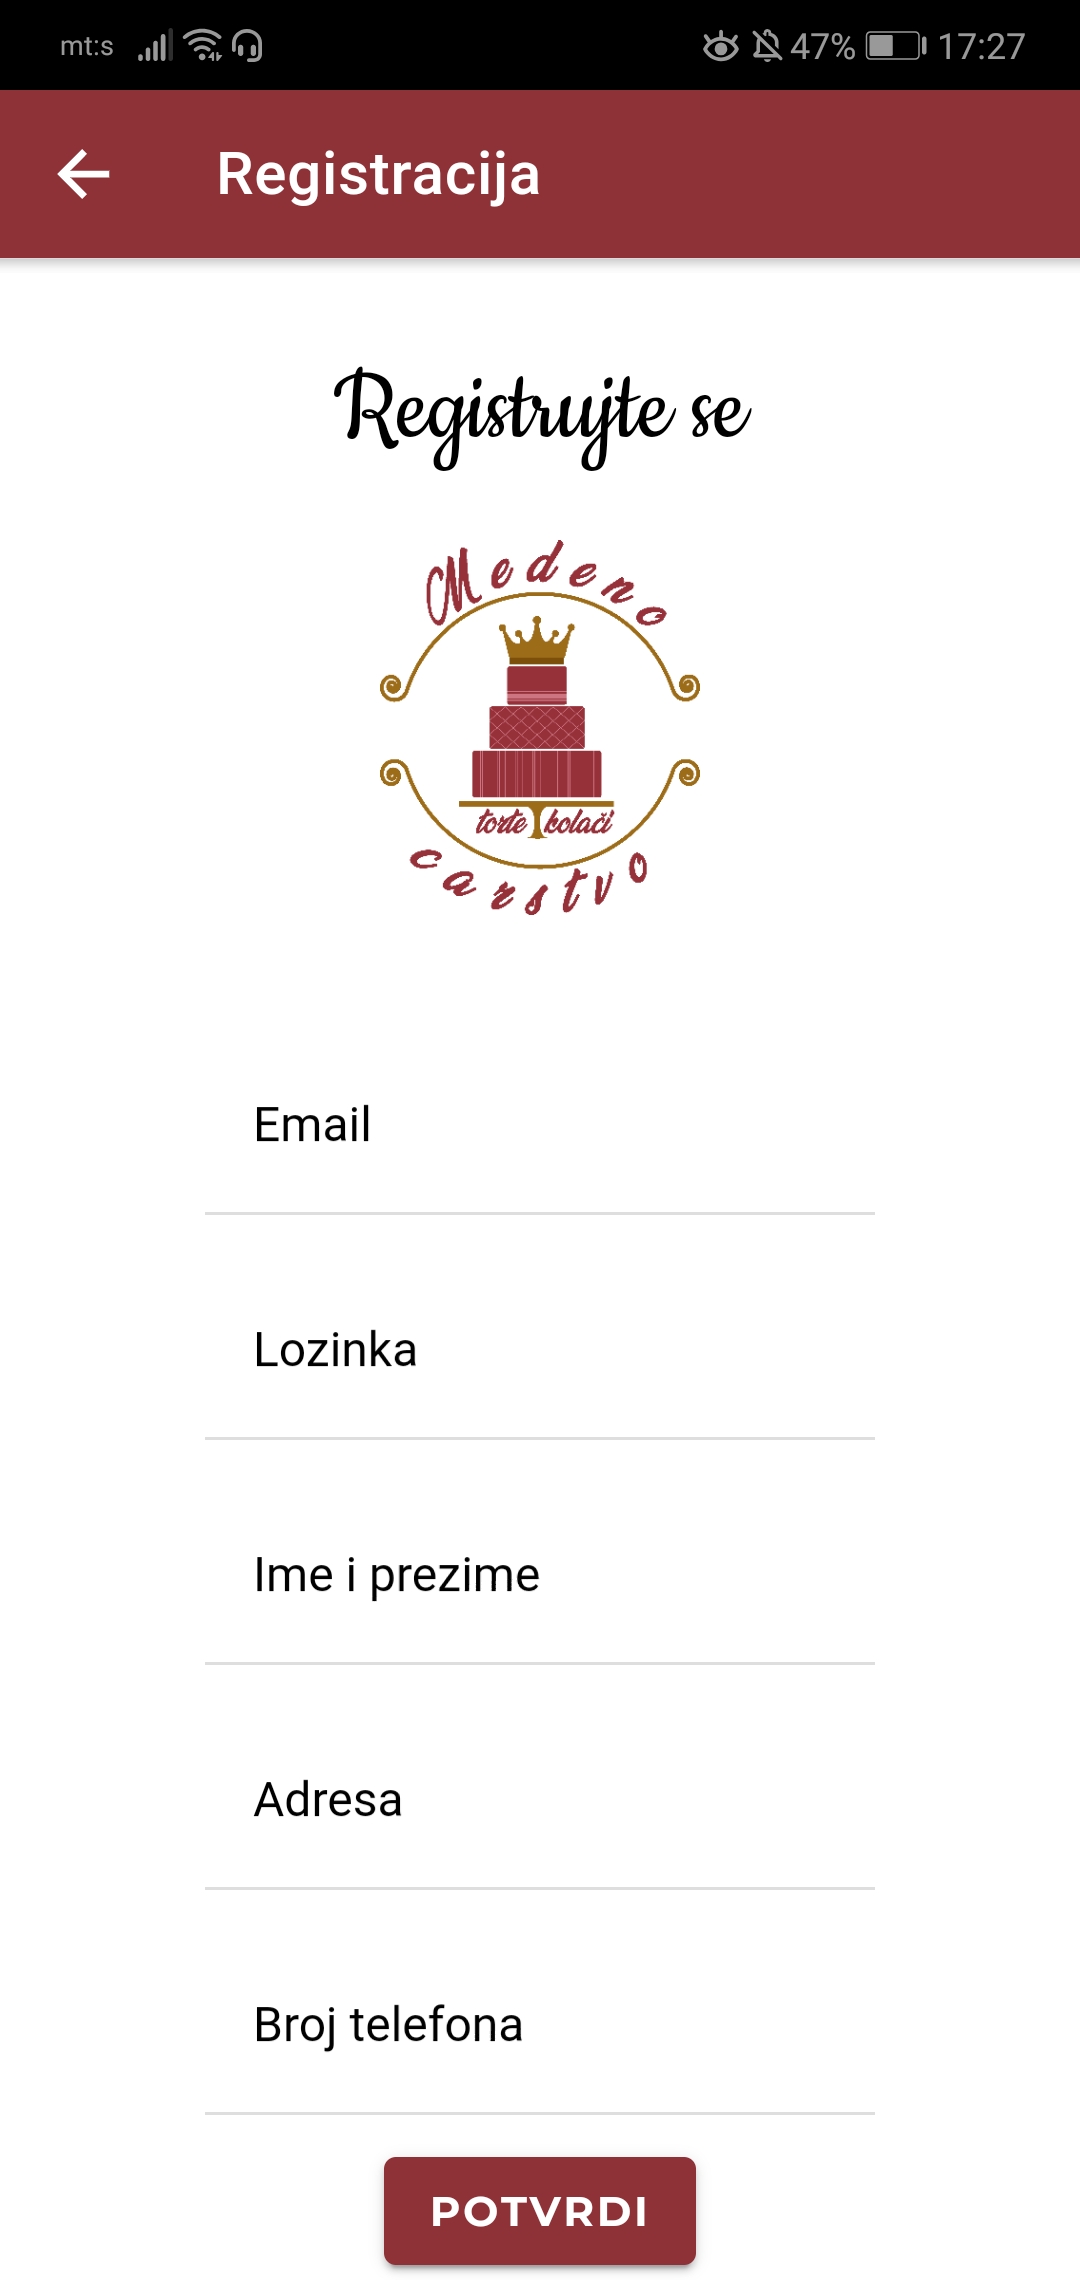 mt:s 47% 17:27
Registracija
Registrujte se
Medeno
torte kolači
carstvo
Email
Lozinka
Ime i prezime
Adresa
Broj telefona
POTVRDI